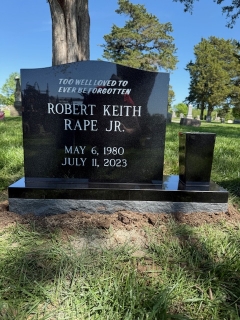 TOO WELL LOVED TO
EVER BE FORGOTTEN
ROBERT KEITH
RAPE JR.
MAY 6, 1980
JULY 11, 2023